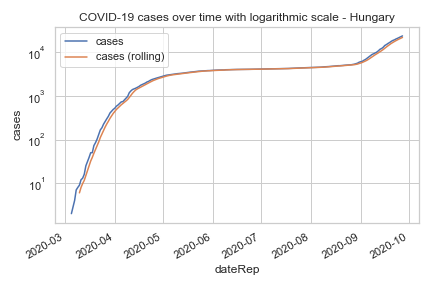 COVID-19 cases over time with logarithmic scale - Hungary
cases
cases (rolling)
10^4
10^3
10^2
10^1
cases
2020-03
2020-04
2020-05
2020-06
2020-07
2020-08
2020-09
2020-10
dateRep